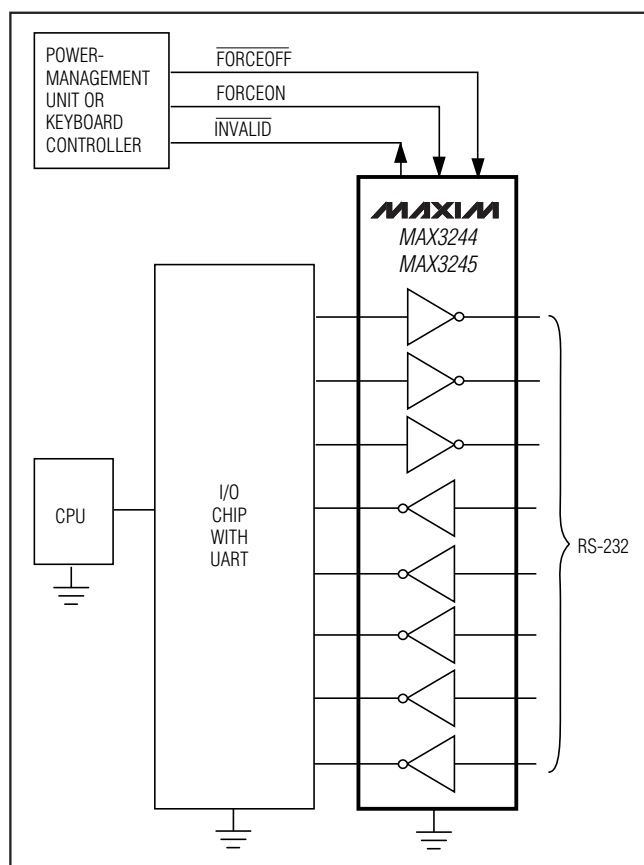 POWER-
MANAGEMENT
UNIT OR
KEYBOARD
CONTROLLER
FORCEOFF
FORCEON
INVALID
MAXIM
MAX3244
MAX3245
CPU
I/O
CHIP
WITH
UART
RS-232